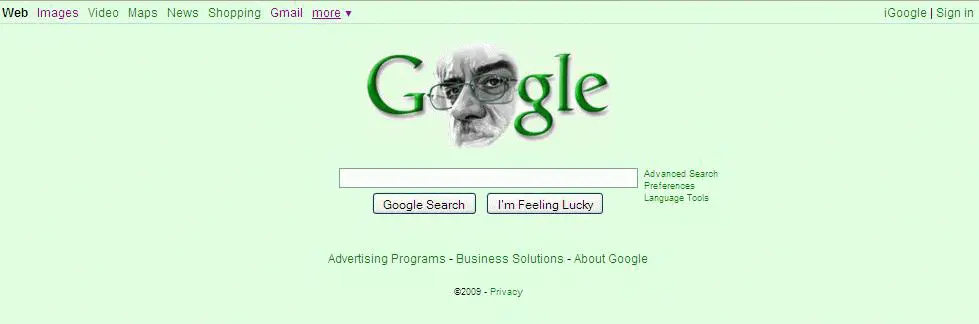 Web Images Video Maps News Shopping Gmail more ▼ iGoogle | Sign in
Google
Advanced Search
Preferences
Language Tools
Google Search I'm Feeling Lucky
Advertising Programs - Business Solutions - About Google
©2009 - Privacy